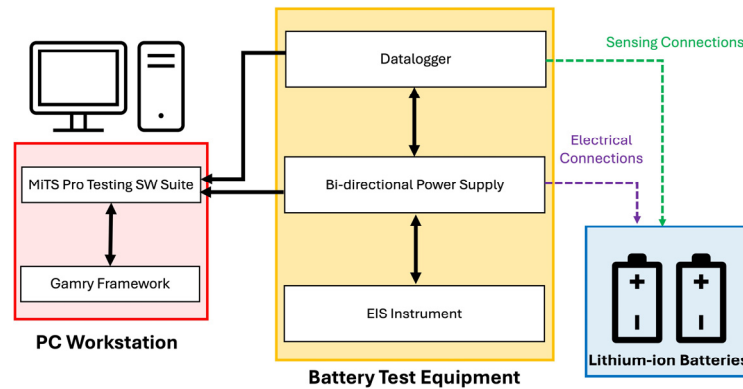 Datalogger
Sensing Connections
Electrical
Connections
MiTS Pro Testing SW Suite
Bi-directional Power Supply
Gamry Framework
EIS Instrument
PC Workstation
Lithium-ion Batteries
Battery Test Equipment